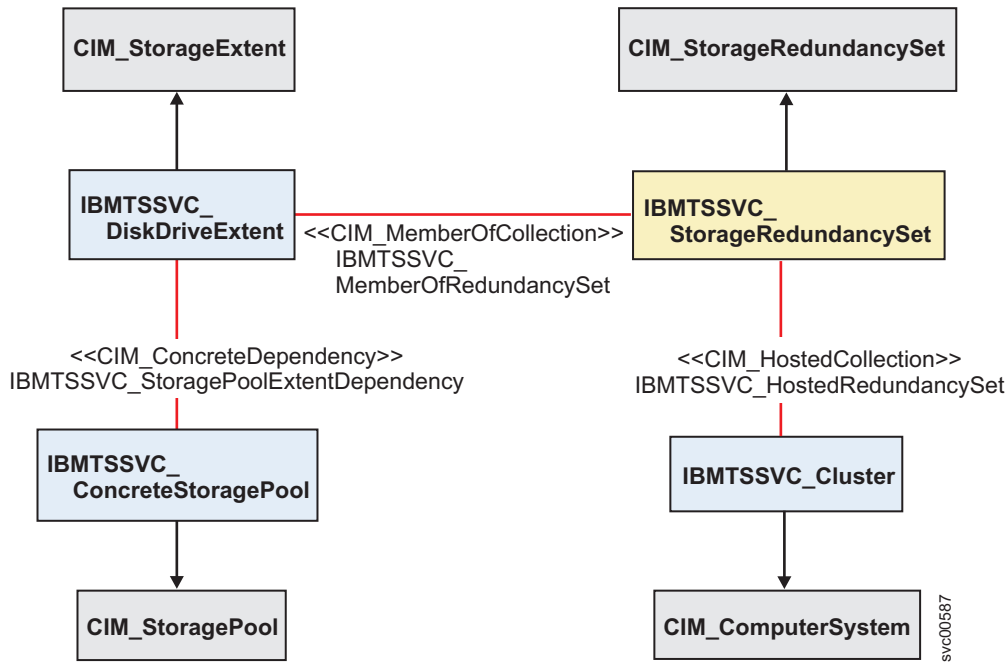 CIM_StorageExtent
CIM_StorageRedundancySet
IBMTSSVC_
DiskDriveExtent
IBMTSSVC_
StorageRedundancySet
<<CIM_MemberOfCollection>>
IBMTSSVC_
MemberOfRedundancySet
<<CIM_ConcreteDependency>>
IBMTSSVC_StoragePoolExtentDependency
<<CIM_HostedCollection>>
IBMTSSVC_HostedRedundancySet
IBMTSSVC_
ConcreteStoragePool
IBMTSSVC_Cluster
CIM_StoragePool
CIM_ComputerSystem
svc00587